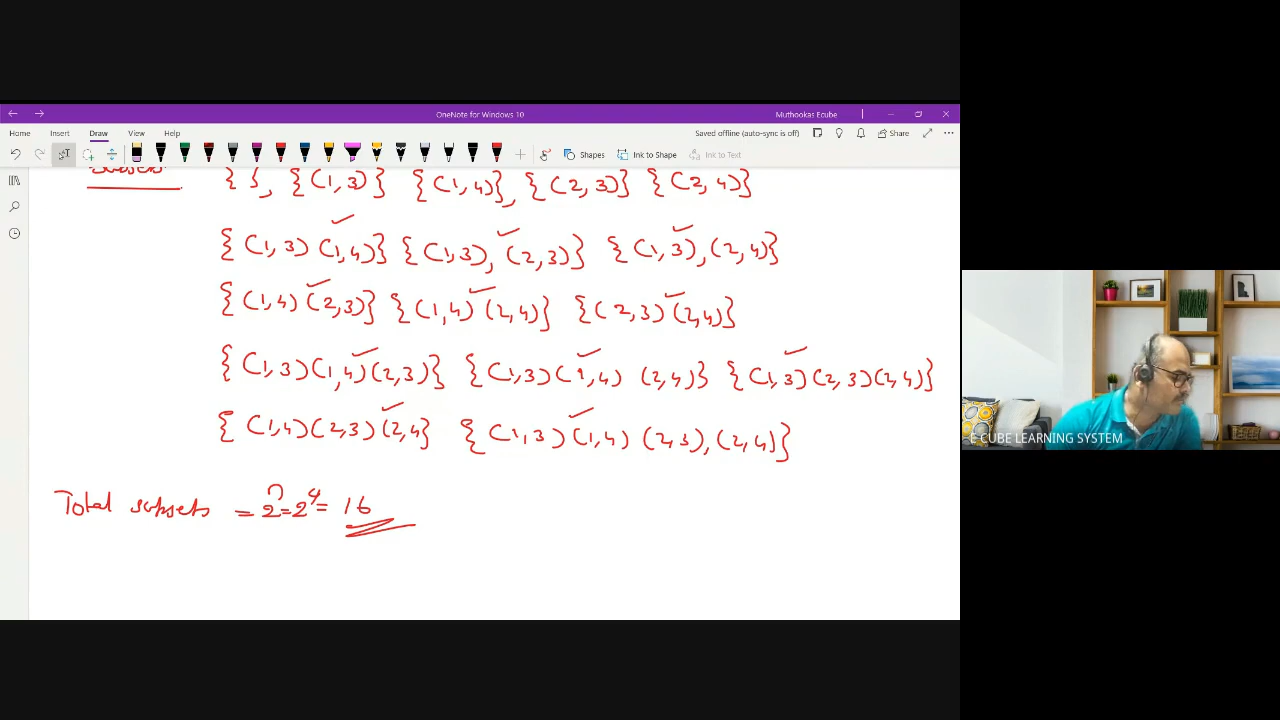 OneNote for Windows 10
Muthookas Ecube
Home Insert Draw View Help
Saved offline (auto-sync is off) Share
Shapes Ink to Shape Ink to Text
{ }, {(1,3)} {(1,4)}, {(2,3)} {(2,4)}
{(1,3)(1,4)} {(1,3),(2,3)} {(1,3),(2,4)}
{(1,4)(2,3)} {(1,4)(2,4)} {(2,3)(2,4)}
{(1,3)(1,4)(2,3)} {(1,3)(1,4)(2,4)} {(1,3)(2,3)(2,4)}
{(1,4)(2,3)(2,4} {(1,3)(1,4)(2,3),(2,4)}
Total subsets = 2ⁿ = 2⁴ = 16
E CUBE LEARNING SYSTEM